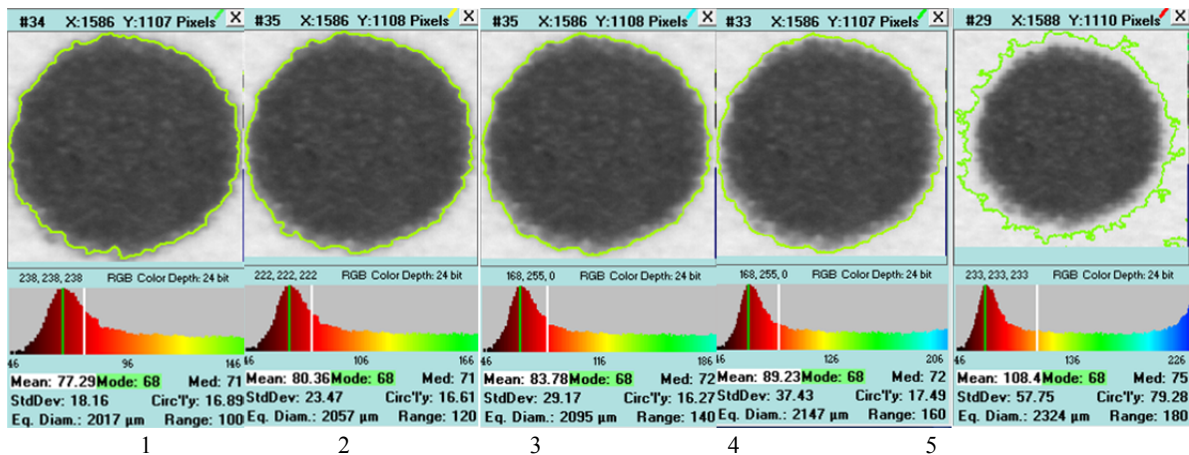 #34 X:1586 Y:1107 Pixels X
238, 238, 238 RGB Color Depth: 24 bit
46 96 146
Mean: 77.29 Mode: 68 Med: 71
StdDev: 18.16 Circ'l'y: 16.89
Eq. Diam.: 2017 µm Range: 100
#35 X:1586 Y:1108 Pixels X
222, 222, 222 RGB Color Depth: 24 bit
46 106 166
Mean: 80.36 Mode: 68 Med: 71
StdDev: 23.47 Circ'l'y: 16.61
Eq. Diam.: 2057 µm Range: 120
#35 X:1586 Y:1108 Pixels X
168, 255, 0 RGB Color Depth: 24 bit
46 116 186
Mean: 83.78 Mode: 68 Med: 72
StdDev: 29.17 Circ'l'y: 16.27
Eq. Diam.: 2095 µm Range: 140
#33 X:1586 Y:1107 Pixels X
168, 255, 0 RGB Color Depth: 24 bit
46 126 206
Mean: 89.23 Mode: 68 Med: 72
StdDev: 37.43 Circ'l'y: 17.49
Eq. Diam.: 2147 µm Range: 160
#29 X:1588 Y:1110 Pixels X
233, 233, 233 RGB Color Depth: 24 bit
46 136 226
Mean: 108.4 Mode: 68 Med: 75
StdDev: 57.75 Circ'l'y: 79.28
Eq. Diam.: 2324 µm Range: 180
1 2 3 4 5